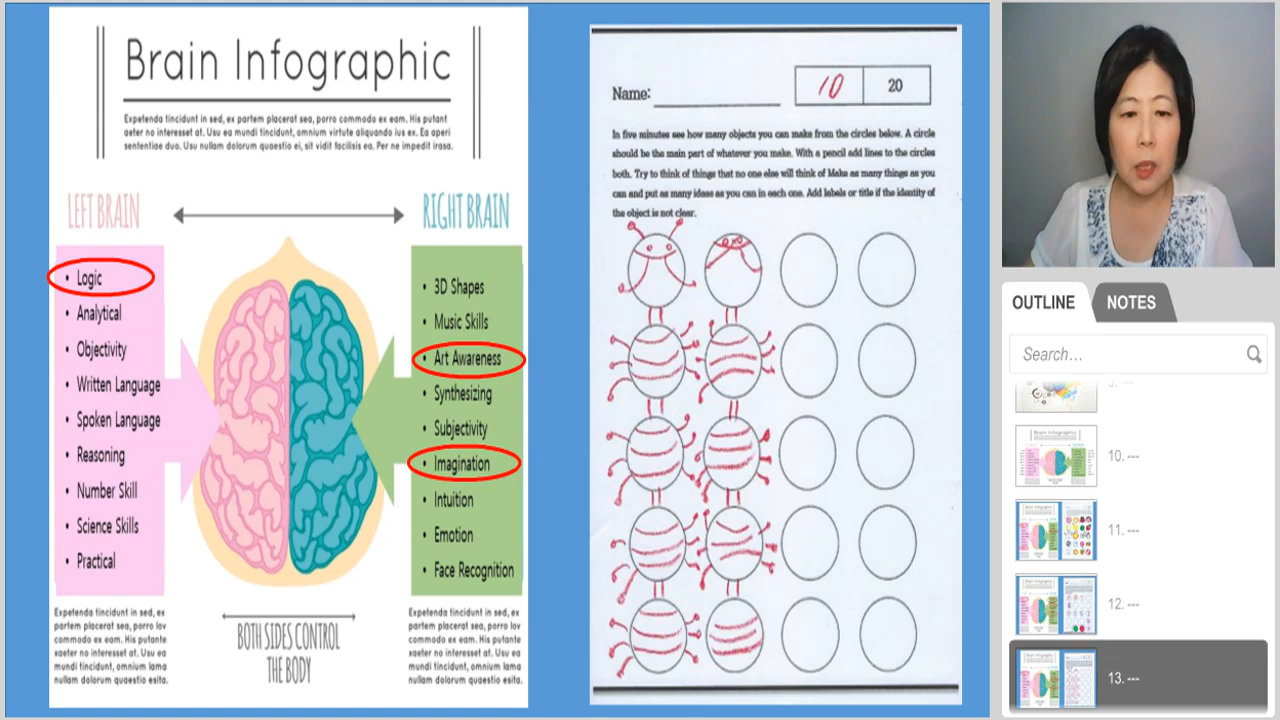 Brain Infographic
Expetenda tincidunt in sed, ex partem placerat sea, porro commodo ex eam. His putant
aeter no interesset at. Usu ea mundi tincidunt, omnium virtute aliquando ius ex. Ea aperi
sententiae duo. Usu nullam dolorum quaestio ei, sit vidit facilisis ea. Per ne impedit irasa.
LEFT BRAIN
RIGHT BRAIN
• Logic
• Analytical
• Objectivity
• Written Language
• Spoken Language
• Reasoning
• Number Skill
• Science Skills
• Practical
• 3D Shapes
• Music Skills
• Art Awareness
• Synthesizing
• Subjectivity
• Imagination
• Intuition
• Emotion
• Face Recognition
Expetenda tincidunt in sed, ex
partem placerat sea, porro lov
commodo ex eam. His putante
xaeter no interesset at. Usu ea
mundi tincidunt, omnium lama
nullam dolorum quaestio esita.
BOTH SIDES CONTROL
THE BODY
Expetenda tincidunt in sed, ex
partem placerat sea, porro lov
commodo ex eam. His putante
xaeter no interesset at. Usu ea
mundi tincidunt, omnium lama
nullam dolorum quaestio esita.
Name:
10
20
In five minutes see how many objects you can make from the circles below. A circle
should be the main part of whatever you make. With a pencil add lines to the circles
both. Try to think of things that no one else will think of Make as many things as you
can and put as many ideas as you can in each one. Add labels or title if the identity of
the object is not clear.
OUTLINE
NOTES
Search...
10. ---
11. ---
12. ---
13. ---